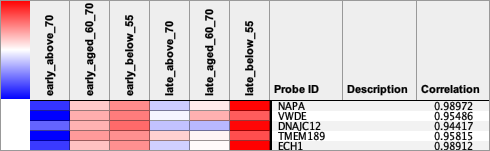 early_above_70
early_aged_60_70
early_below_55
late_above_70
late_aged_60_70
late_below_55
Probe ID Description Correlation
NAPA 0.98972
VWDE 0.95486
DNAJC12 0.94417
TMEM189 0.95815
ECH1 0.98912